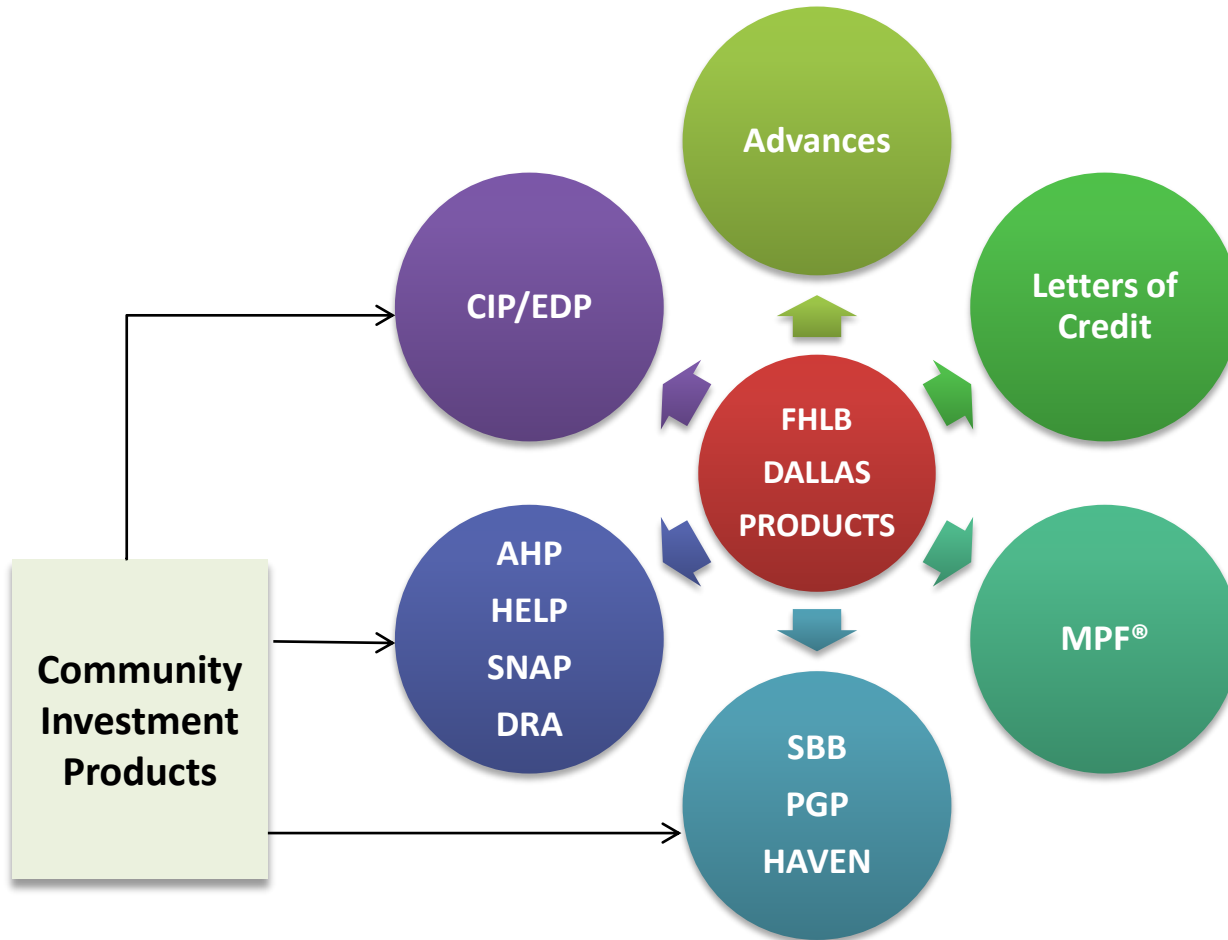 Advances
CIP/EDP
Letters of
Credit
FHLB
DALLAS
PRODUCTS
AHP
HELP
SNAP
DRA
MPF®
Community
Investment
Products
SBB
PGP
HAVEN